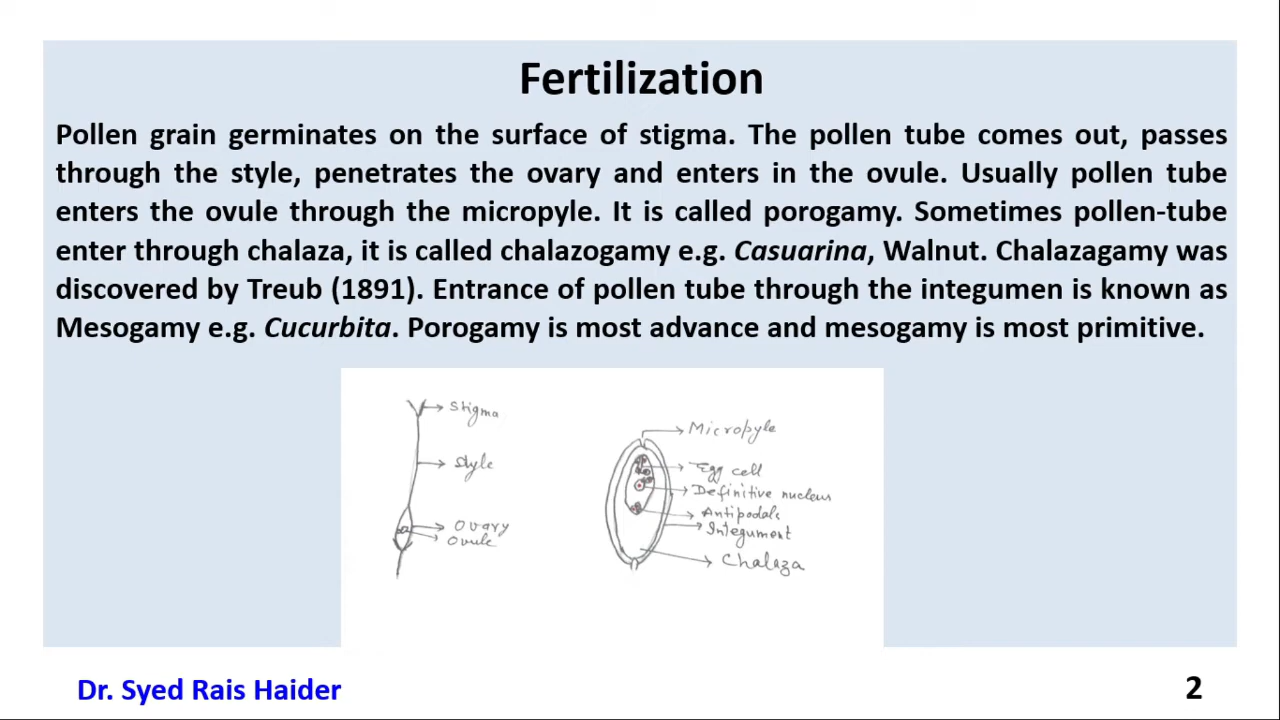 Fertilization
Pollen grain germinates on the surface of stigma. The pollen tube comes out, passes
through the style, penetrates the ovary and enters in the ovule. Usually pollen tube
enters the ovule through the micropyle. It is called porogamy. Sometimes pollen-tube
enter through chalaza, it is called chalazogamy e.g. Casuarina, Walnut. Chalazagamy was
discovered by Treub (1891). Entrance of pollen tube through the integumen is known as
Mesogamy e.g. Cucurbita. Porogamy is most advance and mesogamy is most primitive.
Stigma
Style
Ovary
Ovule
Micropyle
Egg cell
Definitive nucleus
Antipodals
Integument
Chalaza
Dr. Syed Rais Haider
2